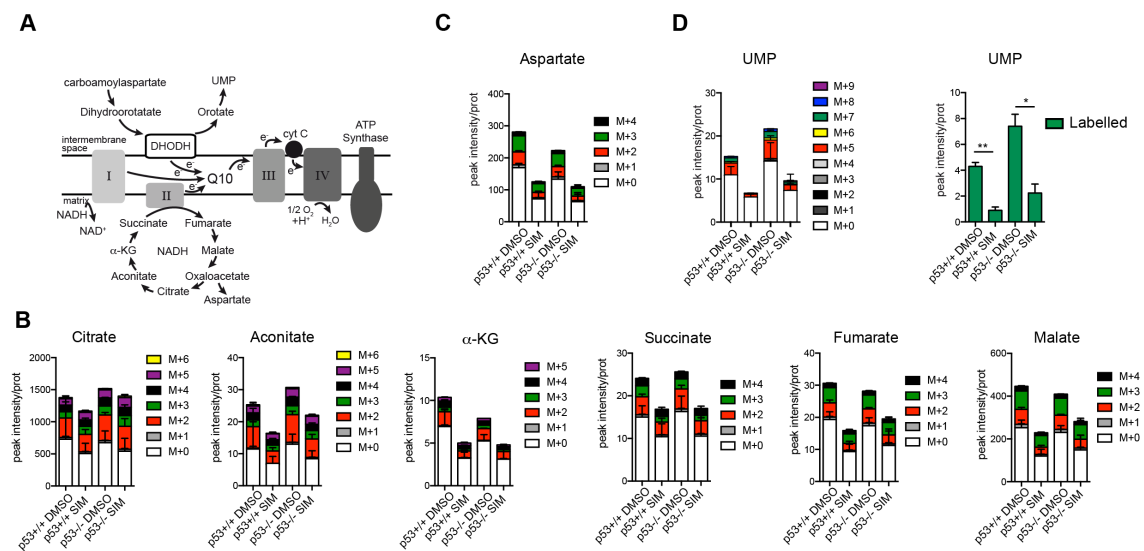 A
carbamoylaspartate
Dihydroorotate
UMP
Orotate
intermembrane
space
DHODH
e-
cyt C
ATP
Synthase
I
e-
e-
Q10
e-
II
e-
III
e-
IV
matrix
NADH
NAD+
1/2 O2
+H+
H2O
Succinate
Fumarate
α-KG
NADH
Malate
Aconitate
Oxaloacetate
Citrate
Aspartate
C
Aspartate
peak intensity/prot
400
300
200
100
0
p53+/+ DMSO
p53+/+ SIM
p53-/- DMSO
p53-/- SIM
M+4
M+3
M+2
M+1
M+0
D
UMP
peak intensity/prot
30
20
10
0
p53+/+ DMSO
p53+/+ SIM
p53-/- DMSO
p53-/- SIM
M+9
M+8
M+7
M+6
M+5
M+4
M+3
M+2
M+1
M+0
UMP
peak intensity/prot
8
6
4
2
0
**
*
p53+/+ DMSO
p53+/+ SIM
p53-/- DMSO
p53-/- SIM
Labelled
B
Citrate
peak intensity/prot
2000
1500
1000
500
0
p53+/+ DMSO
p53+/+ SIM
p53-/- DMSO
p53-/- SIM
M+6
M+5
M+4
M+3
M+2
M+1
M+0
Aconitate
peak intensity/prot
40
30
20
10
0
p53+/+ DMSO
p53+/+ SIM
p53-/- DMSO
p53-/- SIM
M+6
M+5
M+4
M+3
M+2
M+1
M+0
α-KG
peak intensity/prot
15
10
5
0
p53+/+ DMSO
p53+/+ SIM
p53-/- DMSO
p53-/- SIM
M+5
M+4
M+3
M+2
M+1
M+0
Succinate
peak intensity/prot
30
20
10
0
p53+/+ DMSO
p53+/+ SIM
p53-/- DMSO
p53-/- SIM
M+4
M+3
M+2
M+1
M+0
Fumarate
peak intensity/prot
40
30
20
10
0
p53+/+ DMSO
p53+/+ SIM
p53-/- DMSO
p53-/- SIM
M+4
M+3
M+2
M+1
M+0
Malate
peak intensity/prot
600
400
200
0
p53+/+ DMSO
p53+/+ SIM
p53-/- DMSO
p53-/- SIM
M+4
M+3
M+2
M+1
M+0